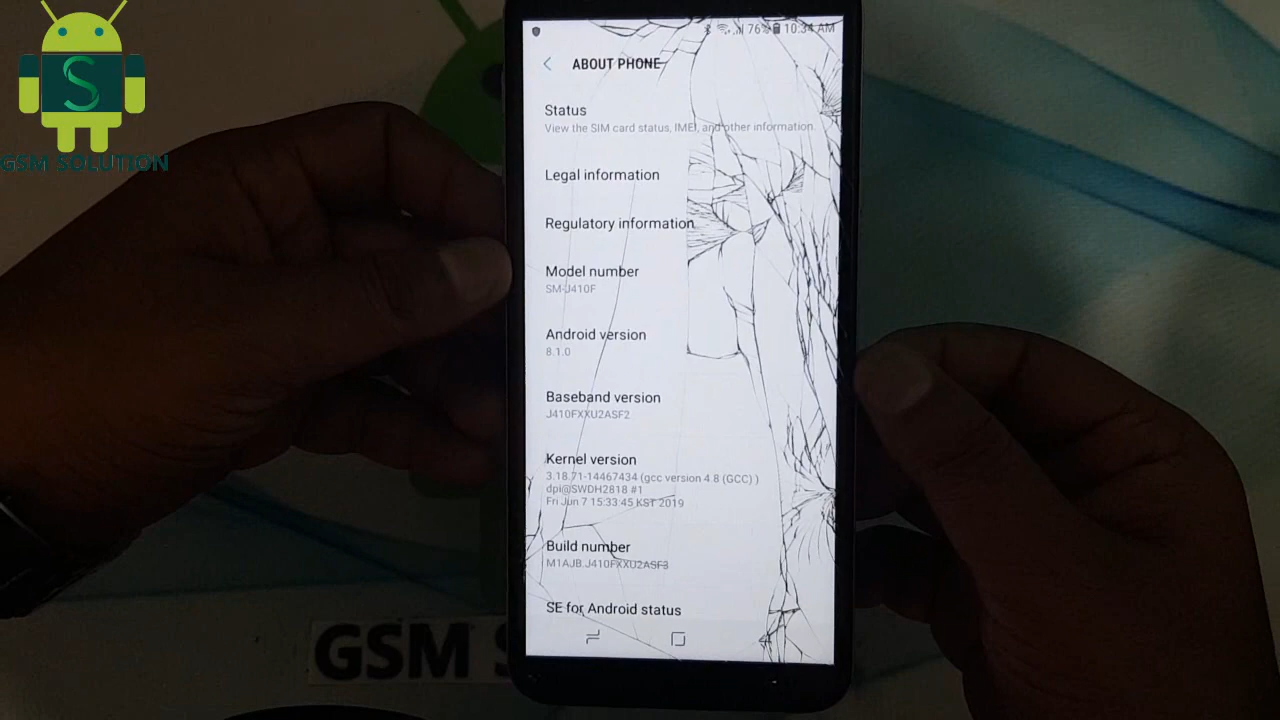 S
GSM SOLUTION
76% 10:34 AM
ABOUT PHONE
Status
View the SIM card status, IMEI, and other information.
Legal information
Regulatory information
Model number
SM-J410F
Android version
8.1.0
Baseband version
J410FXXU2ASF2
Kernel version
3.18.71-14467434 (gcc version 4.8 (GCC) )
dpi@SWDH2818 #1
Fri Jun 7 15:33:45 KST 2019
Build number
M1AJB.J410FXXU2ASF3
SE for Android status
GSM S